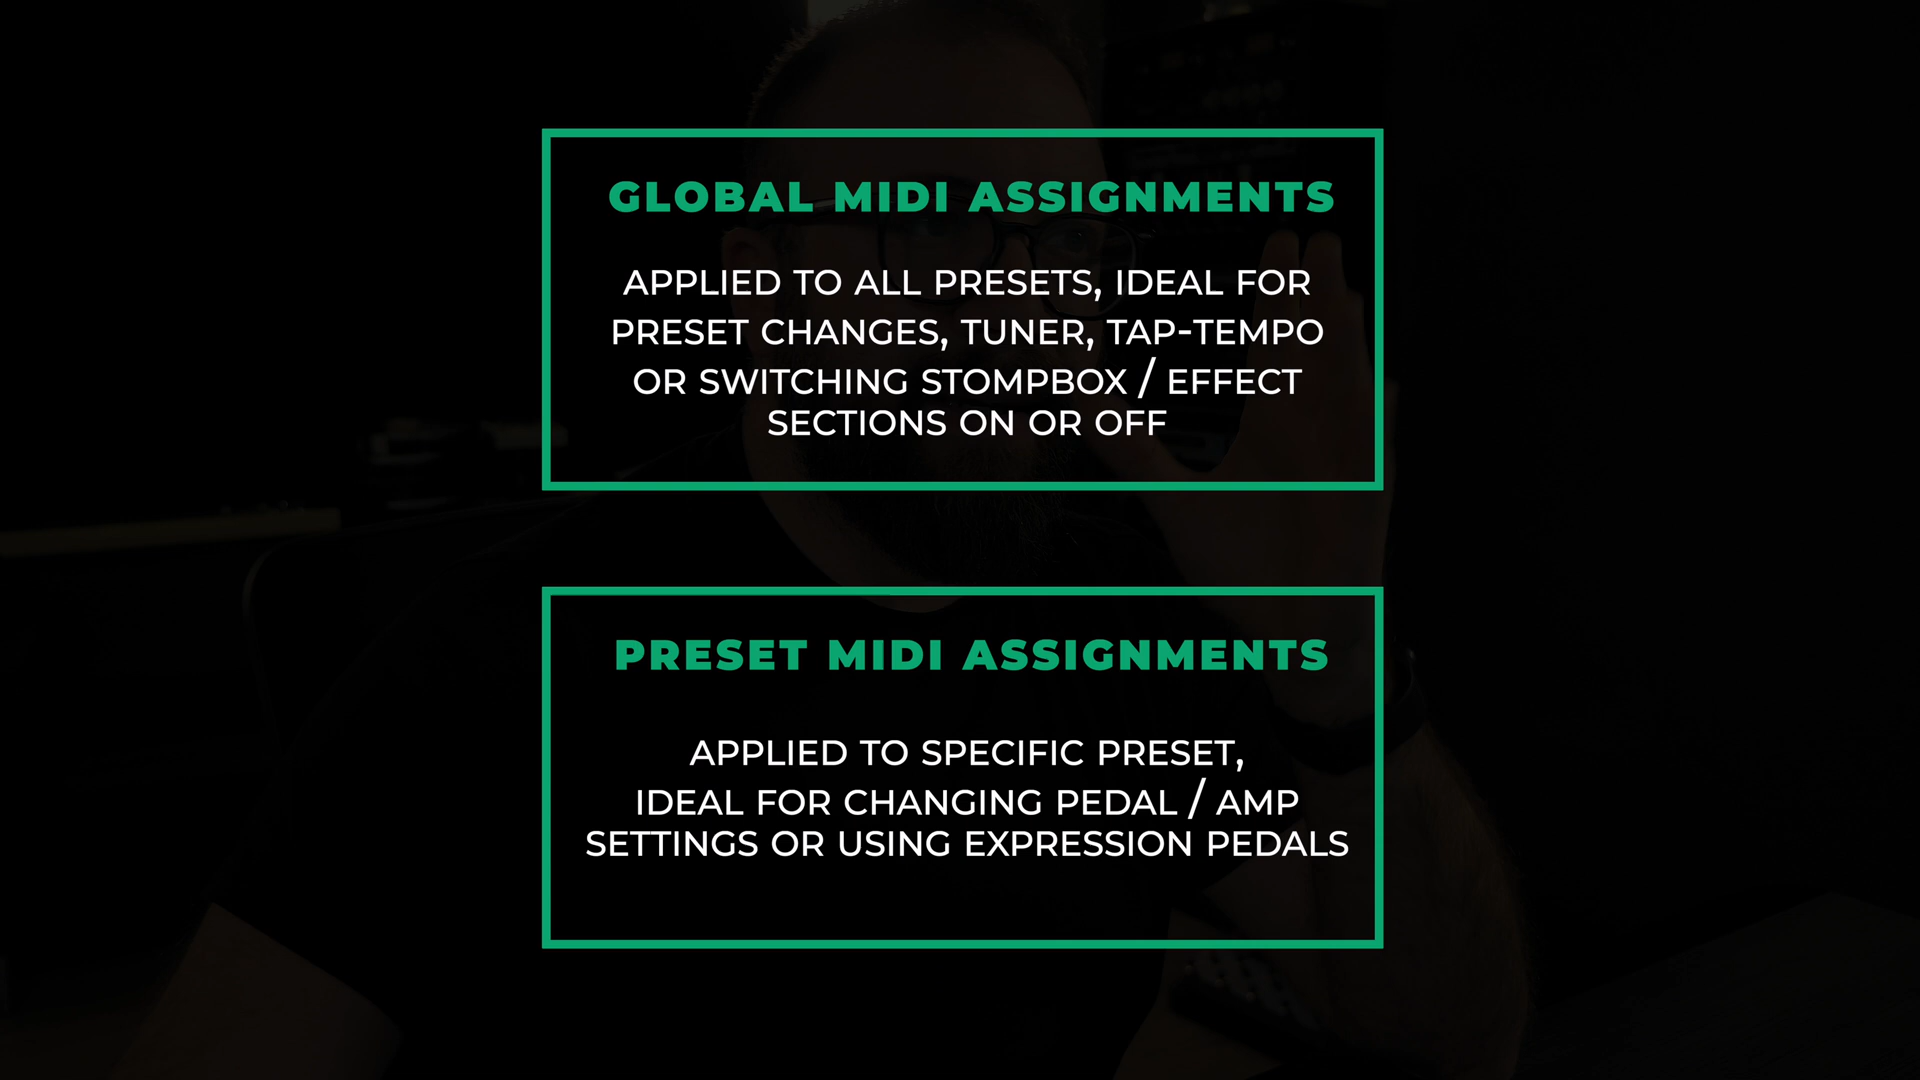 GLOBAL MIDI ASSIGNMENTS
APPLIED TO ALL PRESETS, IDEAL FOR
PRESET CHANGES, TUNER, TAP-TEMPO
OR SWITCHING STOMPBOX / EFFECT
SECTIONS ON OR OFF
PRESET MIDI ASSIGNMENTS
APPLIED TO SPECIFIC PRESET,
IDEAL FOR CHANGING PEDAL / AMP
SETTINGS OR USING EXPRESSION PEDALS